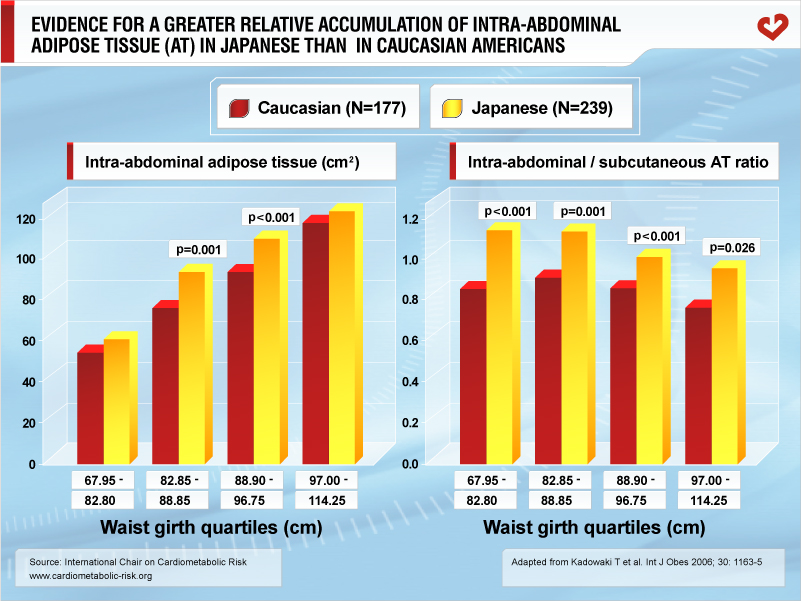 EVIDENCE FOR A GREATER RELATIVE ACCUMULATION OF INTRA-ABDOMINAL
ADIPOSE TISSUE (AT) IN JAPANESE THAN IN CAUCASIAN AMERICANS
Caucasian (N=177)
Japanese (N=239)
Intra-abdominal adipose tissue (cm²)
120
100
80
60
40
20
0
p=0.001
p<0.001
67.95 -
82.80
82.85 -
88.85
88.90 -
96.75
97.00 -
114.25
Waist girth quartiles (cm)
Intra-abdominal / subcutaneous AT ratio
1.2
1.0
0.8
0.6
0.4
0.2
0.0
p<0.001
p=0.001
p<0.001
p=0.026
67.95 -
82.80
82.85 -
88.85
88.90 -
96.75
97.00 -
114.25
Waist girth quartiles (cm)
Source: International Chair on Cardiometabolic Risk
www.cardiometabolic-risk.org
Adapted from Kadowaki T et al. Int J Obes 2006; 30: 1163-5